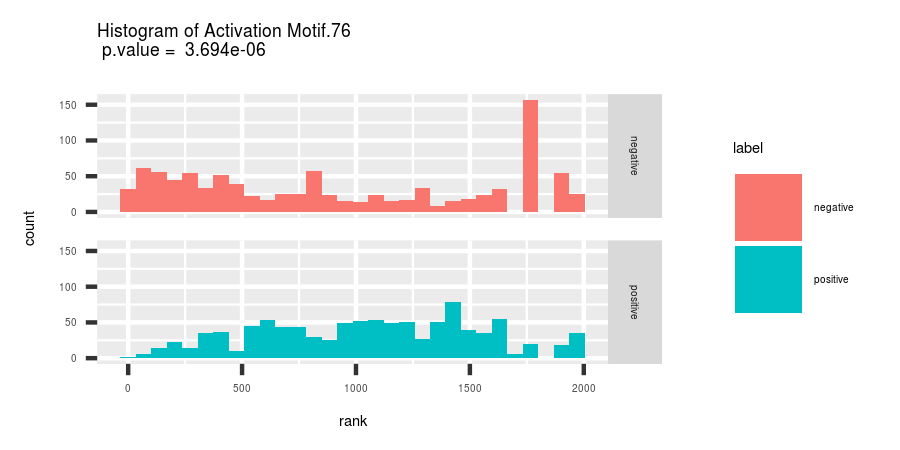 Histogram of Activation Motif.76
p.value = 3.694e-06
count
150
100
50
0
negative
150
100
50
0
positive
0 500 1000 1500 2000
rank
label
negative
positive